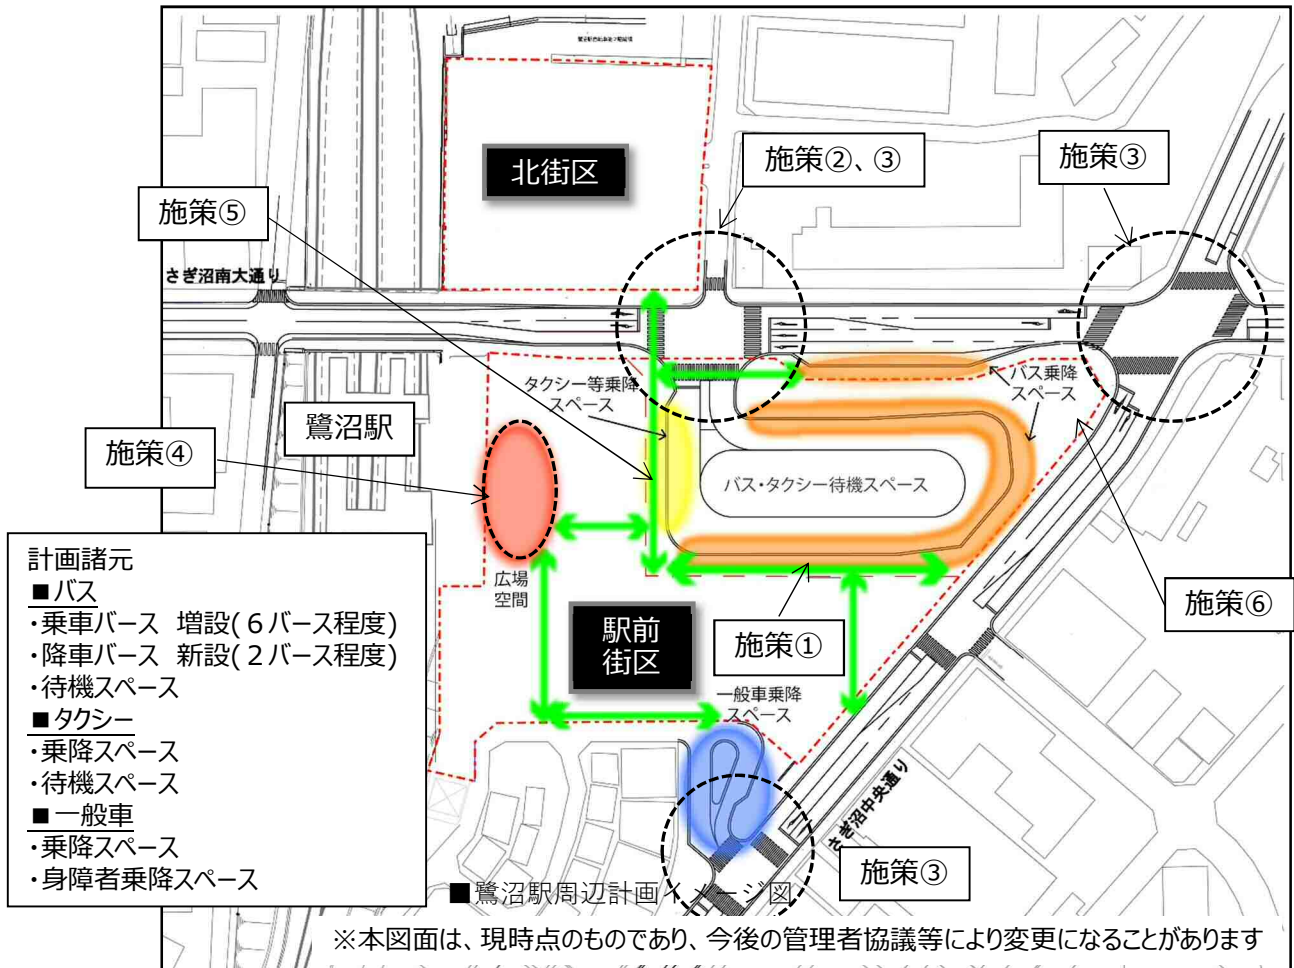 北街区
施策②、③
施策③
施策⑤
さぎ沼南大通り
タクシー等乗降
スペース
バス乗降
スペース
鷺沼駅
施策④
バス・タクシー待機スペース
計画諸元
■バス
・乗車バース 増設(６バース程度)
・降車バース 新設(２バース程度)
・待機スペース
■タクシー
・乗降スペース
・待機スペース
■一般車
・乗降スペース
・身障者乗降スペース
広場
空間
駅前
街区
施策①
施策⑥
一般車乗降
スペース
さぎ沼中央通り
施策③
■鷺沼駅周辺計画イメージ図
※本図面は、現時点のものであり、今後の管理者協議等により変更になることがあります